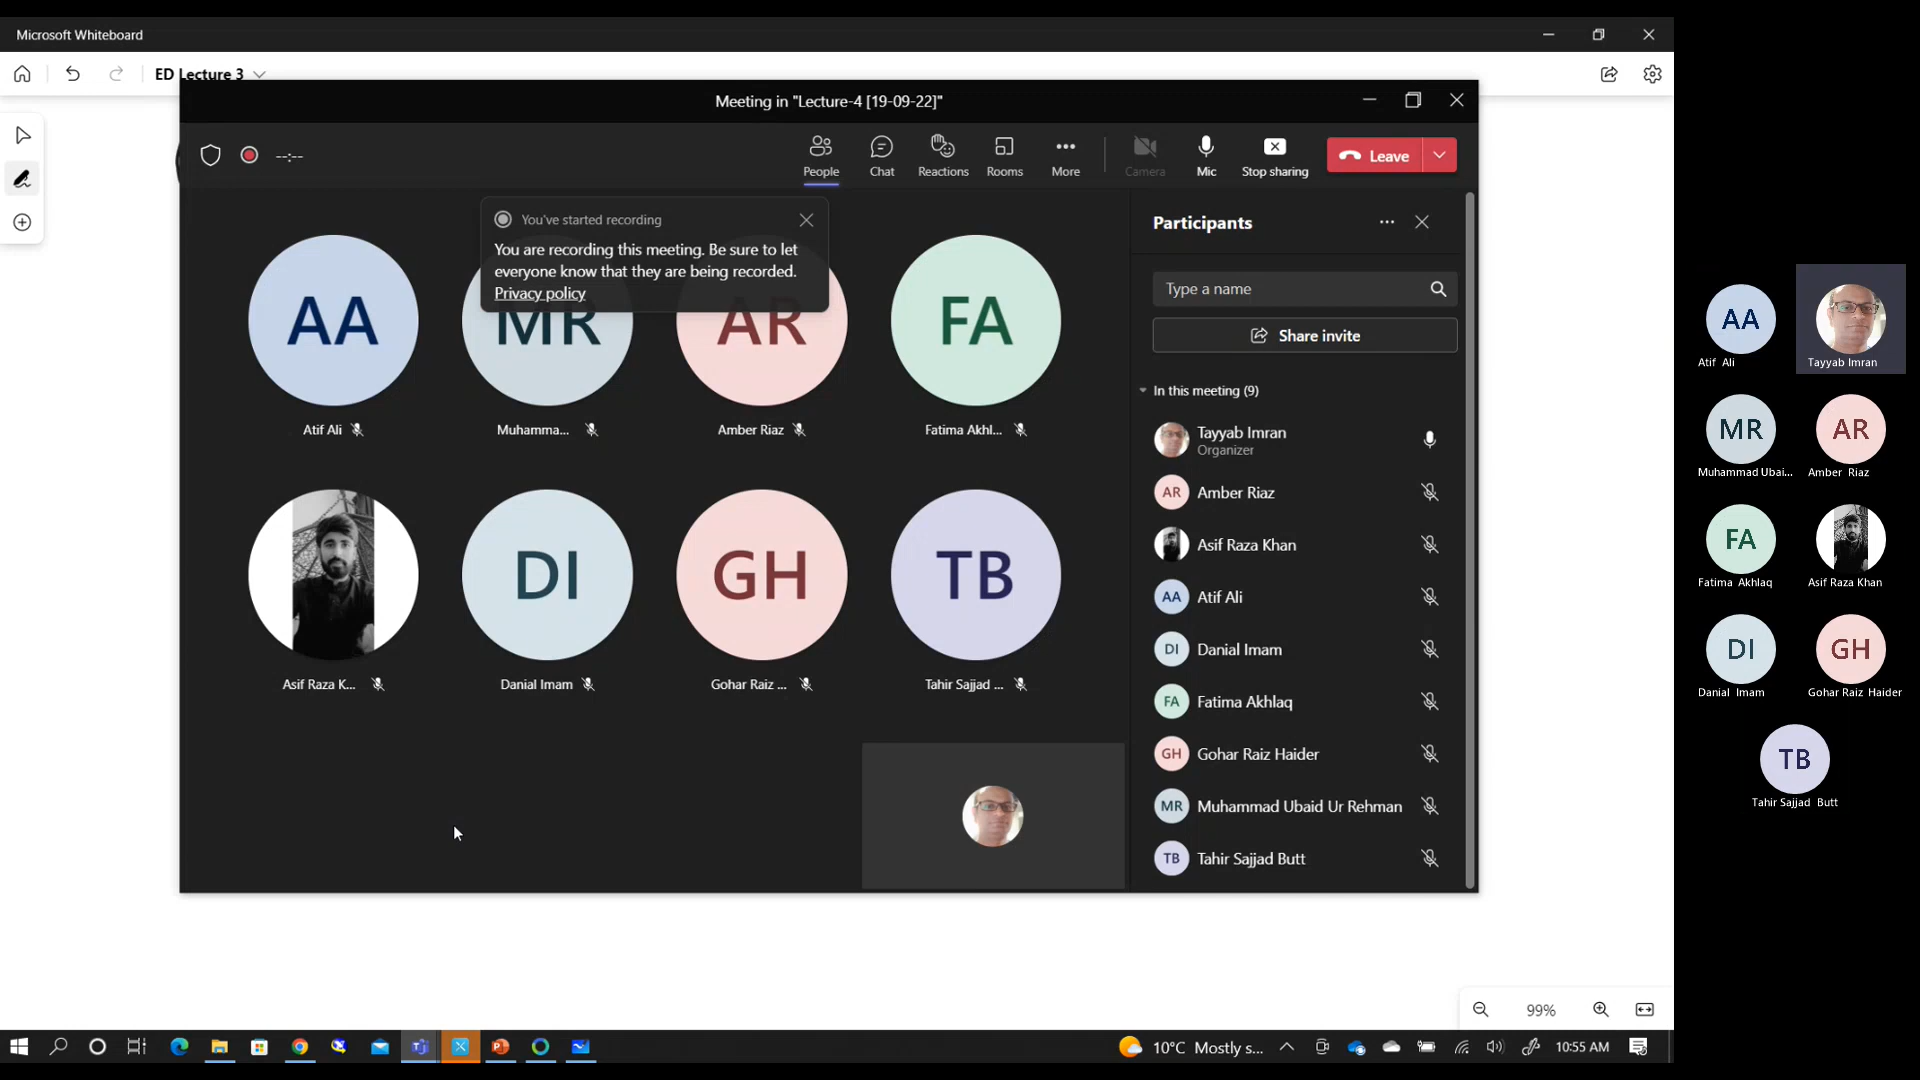 Microsoft Whiteboard
ED Lecture 3
Meeting in "Lecture-4 [19-09-22]"
--:--
People
Chat
Reactions
Rooms
More
Camera
Mic
Stop sharing
Leave
You've started recording
You are recording this meeting. Be sure to let
everyone know that they are being recorded.
Privacy policy
AA
MR
AR
FA
Atif Ali
Muhamma...
Amber Riaz
Fatima Akhl...
DI
GH
TB
Asif Raza K...
Danial Imam
Gohar Raiz ...
Tahir Sajjad ...
Participants
Type a name
Share invite
In this meeting (9)
Tayyab Imran
Organizer
AR Amber Riaz
Asif Raza Khan
AA Atif Ali
DI Danial Imam
FA Fatima Akhlaq
GH Gohar Raiz Haider
MR Muhammad Ubaid Ur Rehman
TB Tahir Sajjad Butt
AA
Atif Ali
Tayyab Imran
MR
AR
Muhammad Ubai...
Amber Riaz
FA
Fatima Akhlaq
Asif Raza Khan
DI
GH
Danial Imam
Gohar Raiz Haider
TB
Tahir Sajjad Butt
99%
10°C Mostly s...
10:55 AM